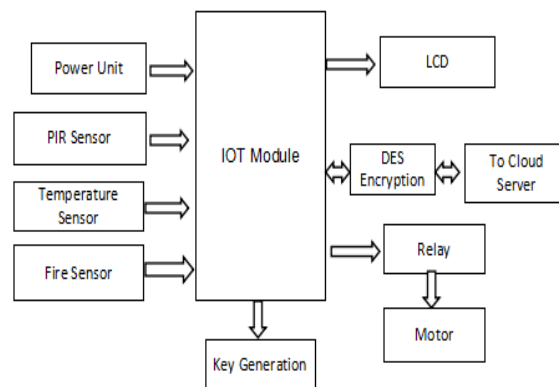 Power Unit
PIR Sensor
Temperature
Sensor
Fire Sensor
IOT Module
LCD
DES
Encryption
To Cloud
Server
Relay
Motor
Key Generation